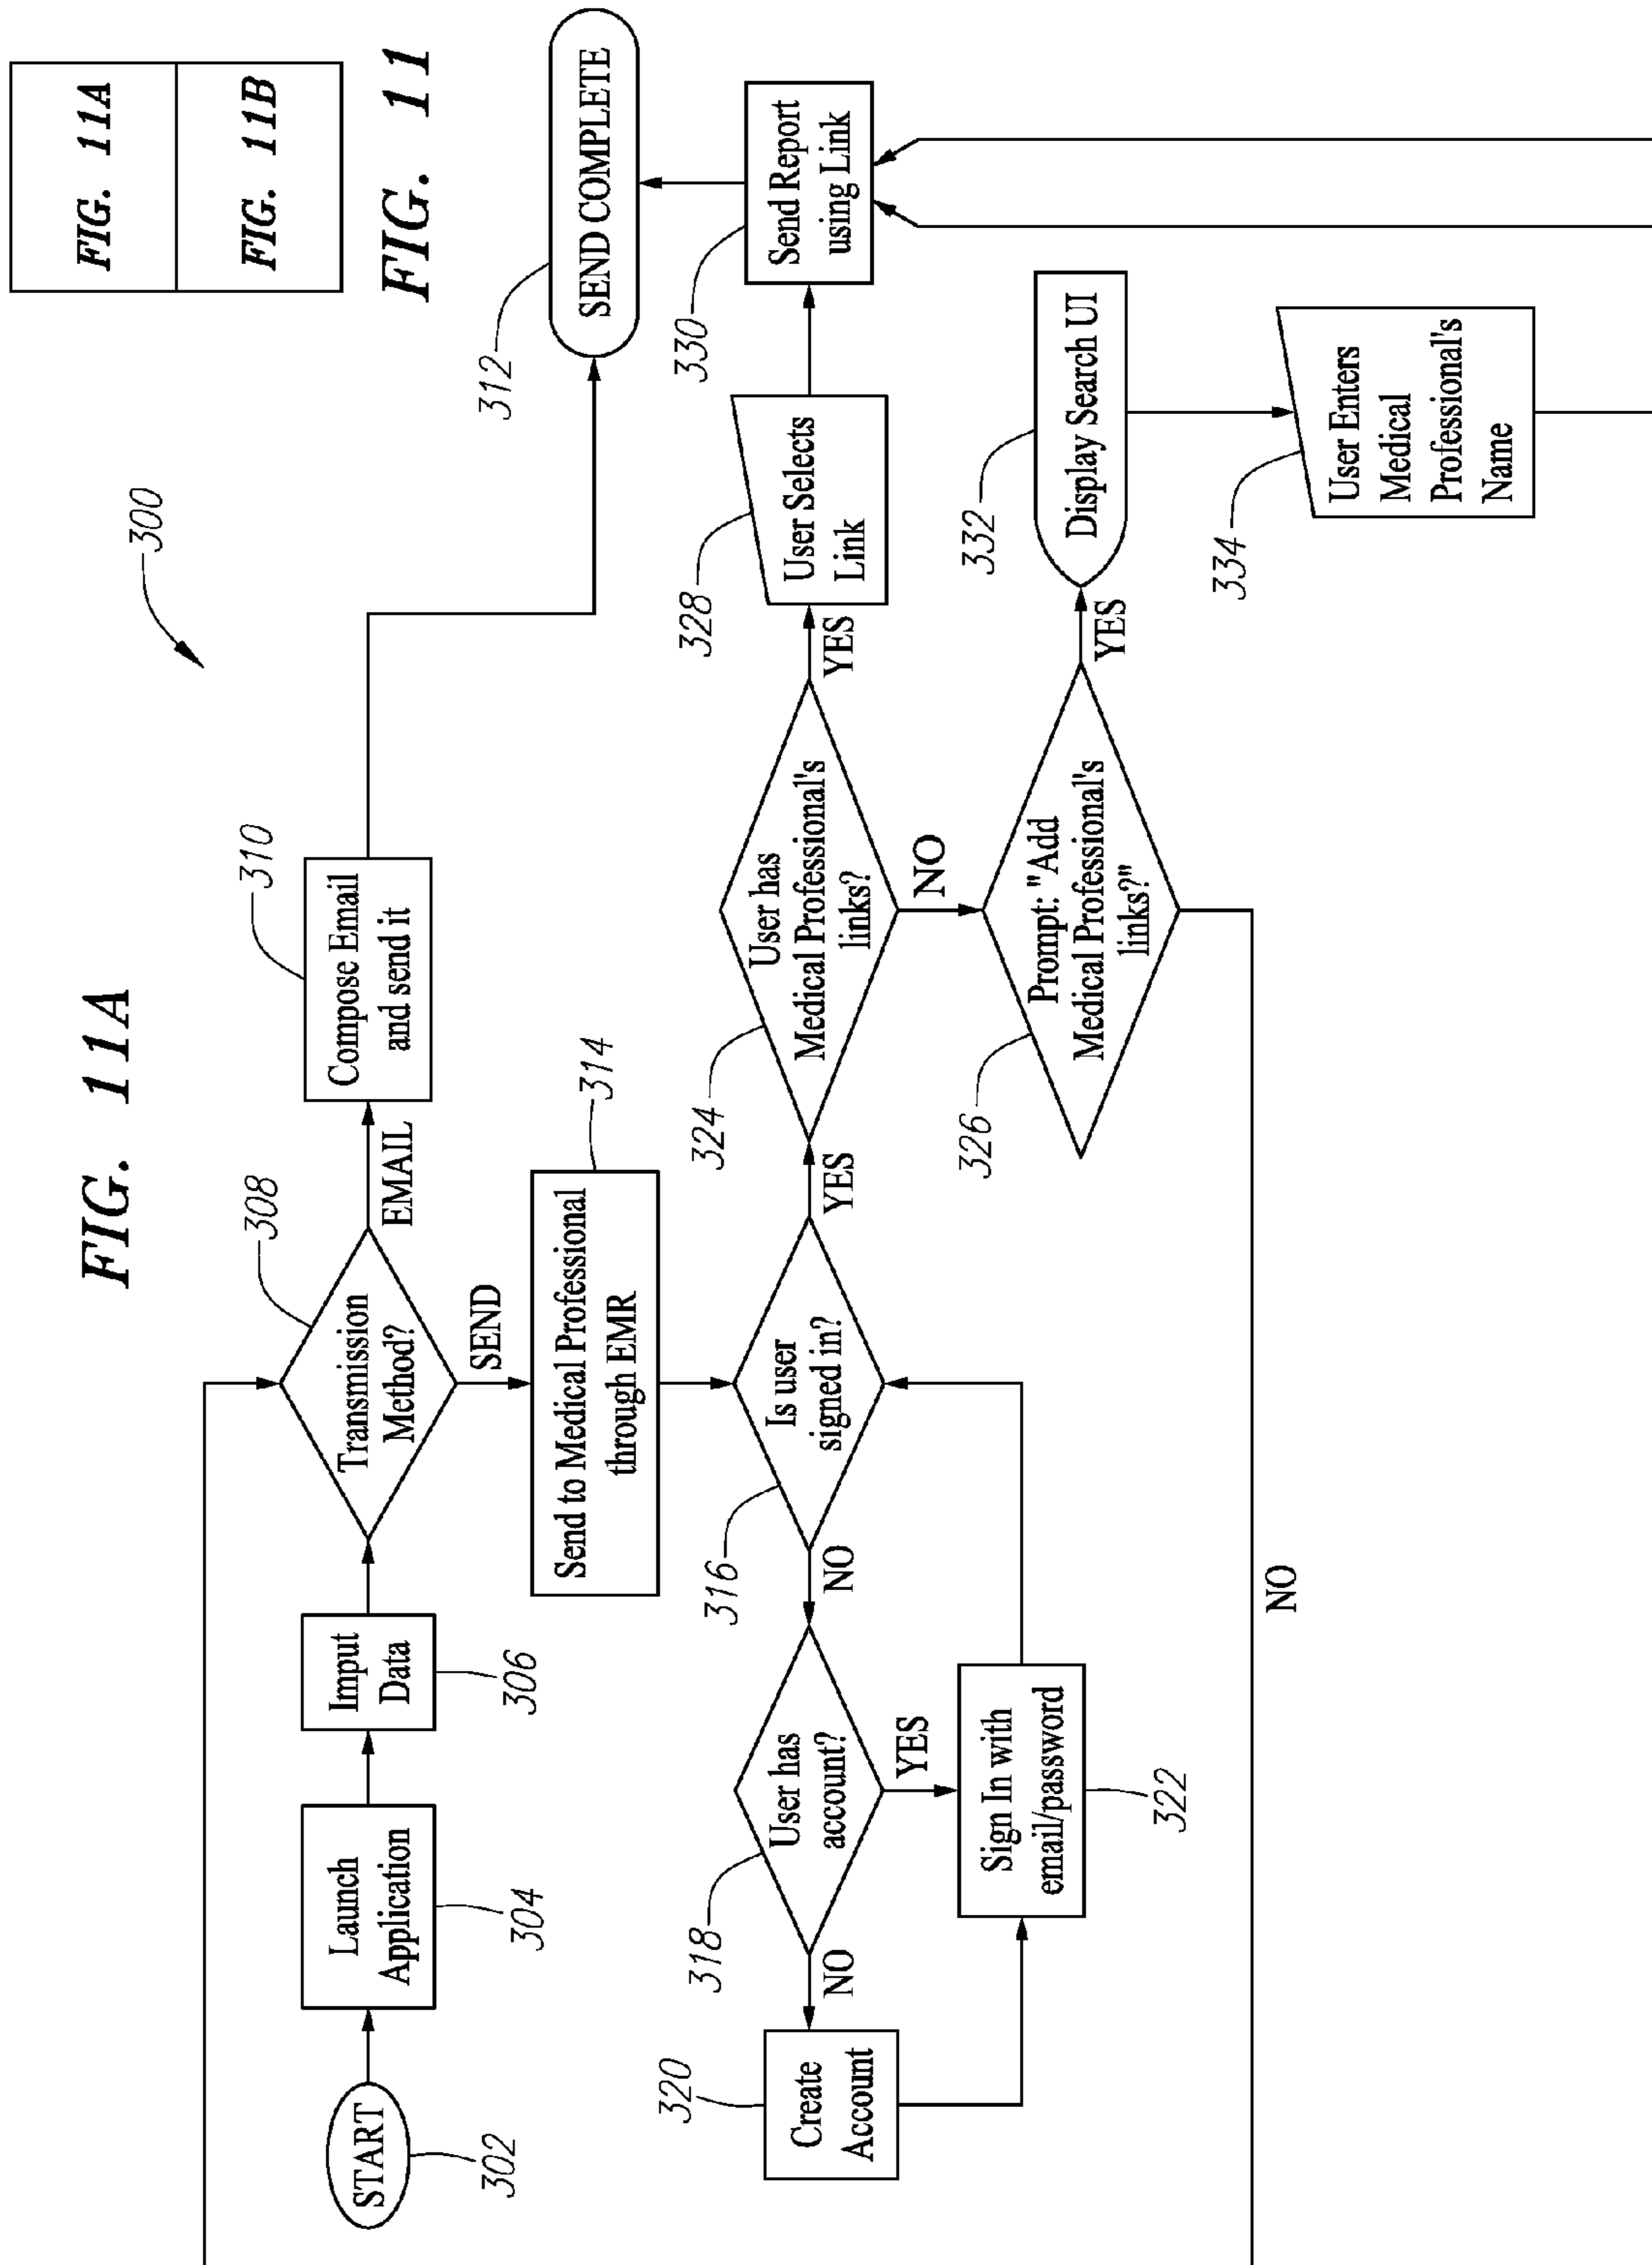 FIG. 11A
FIG. 11A
FIG. 11B
FIG. 11
300
START
302
Launch
Application
304
Imput
Data
306
Transmission
Method?
308
EMAIL
Compose Email
and send it
310
SEND COMPLETE
312
SEND
Send to Medical Professional
through EMR
314
Is user
signed in?
316
NO
YES
User has
account?
318
NO
YES
Create
Account
320
Sign In with
email/password
322
User has
Medical Professional's
links?
324
YES
NO
User Selects
Link
328
Send Report
using Link
330
Prompt: "Add
Medical Professional's
links?"
326
YES
Display Search UI
332
User Enters
Medical
Professional's
Name
334
NO